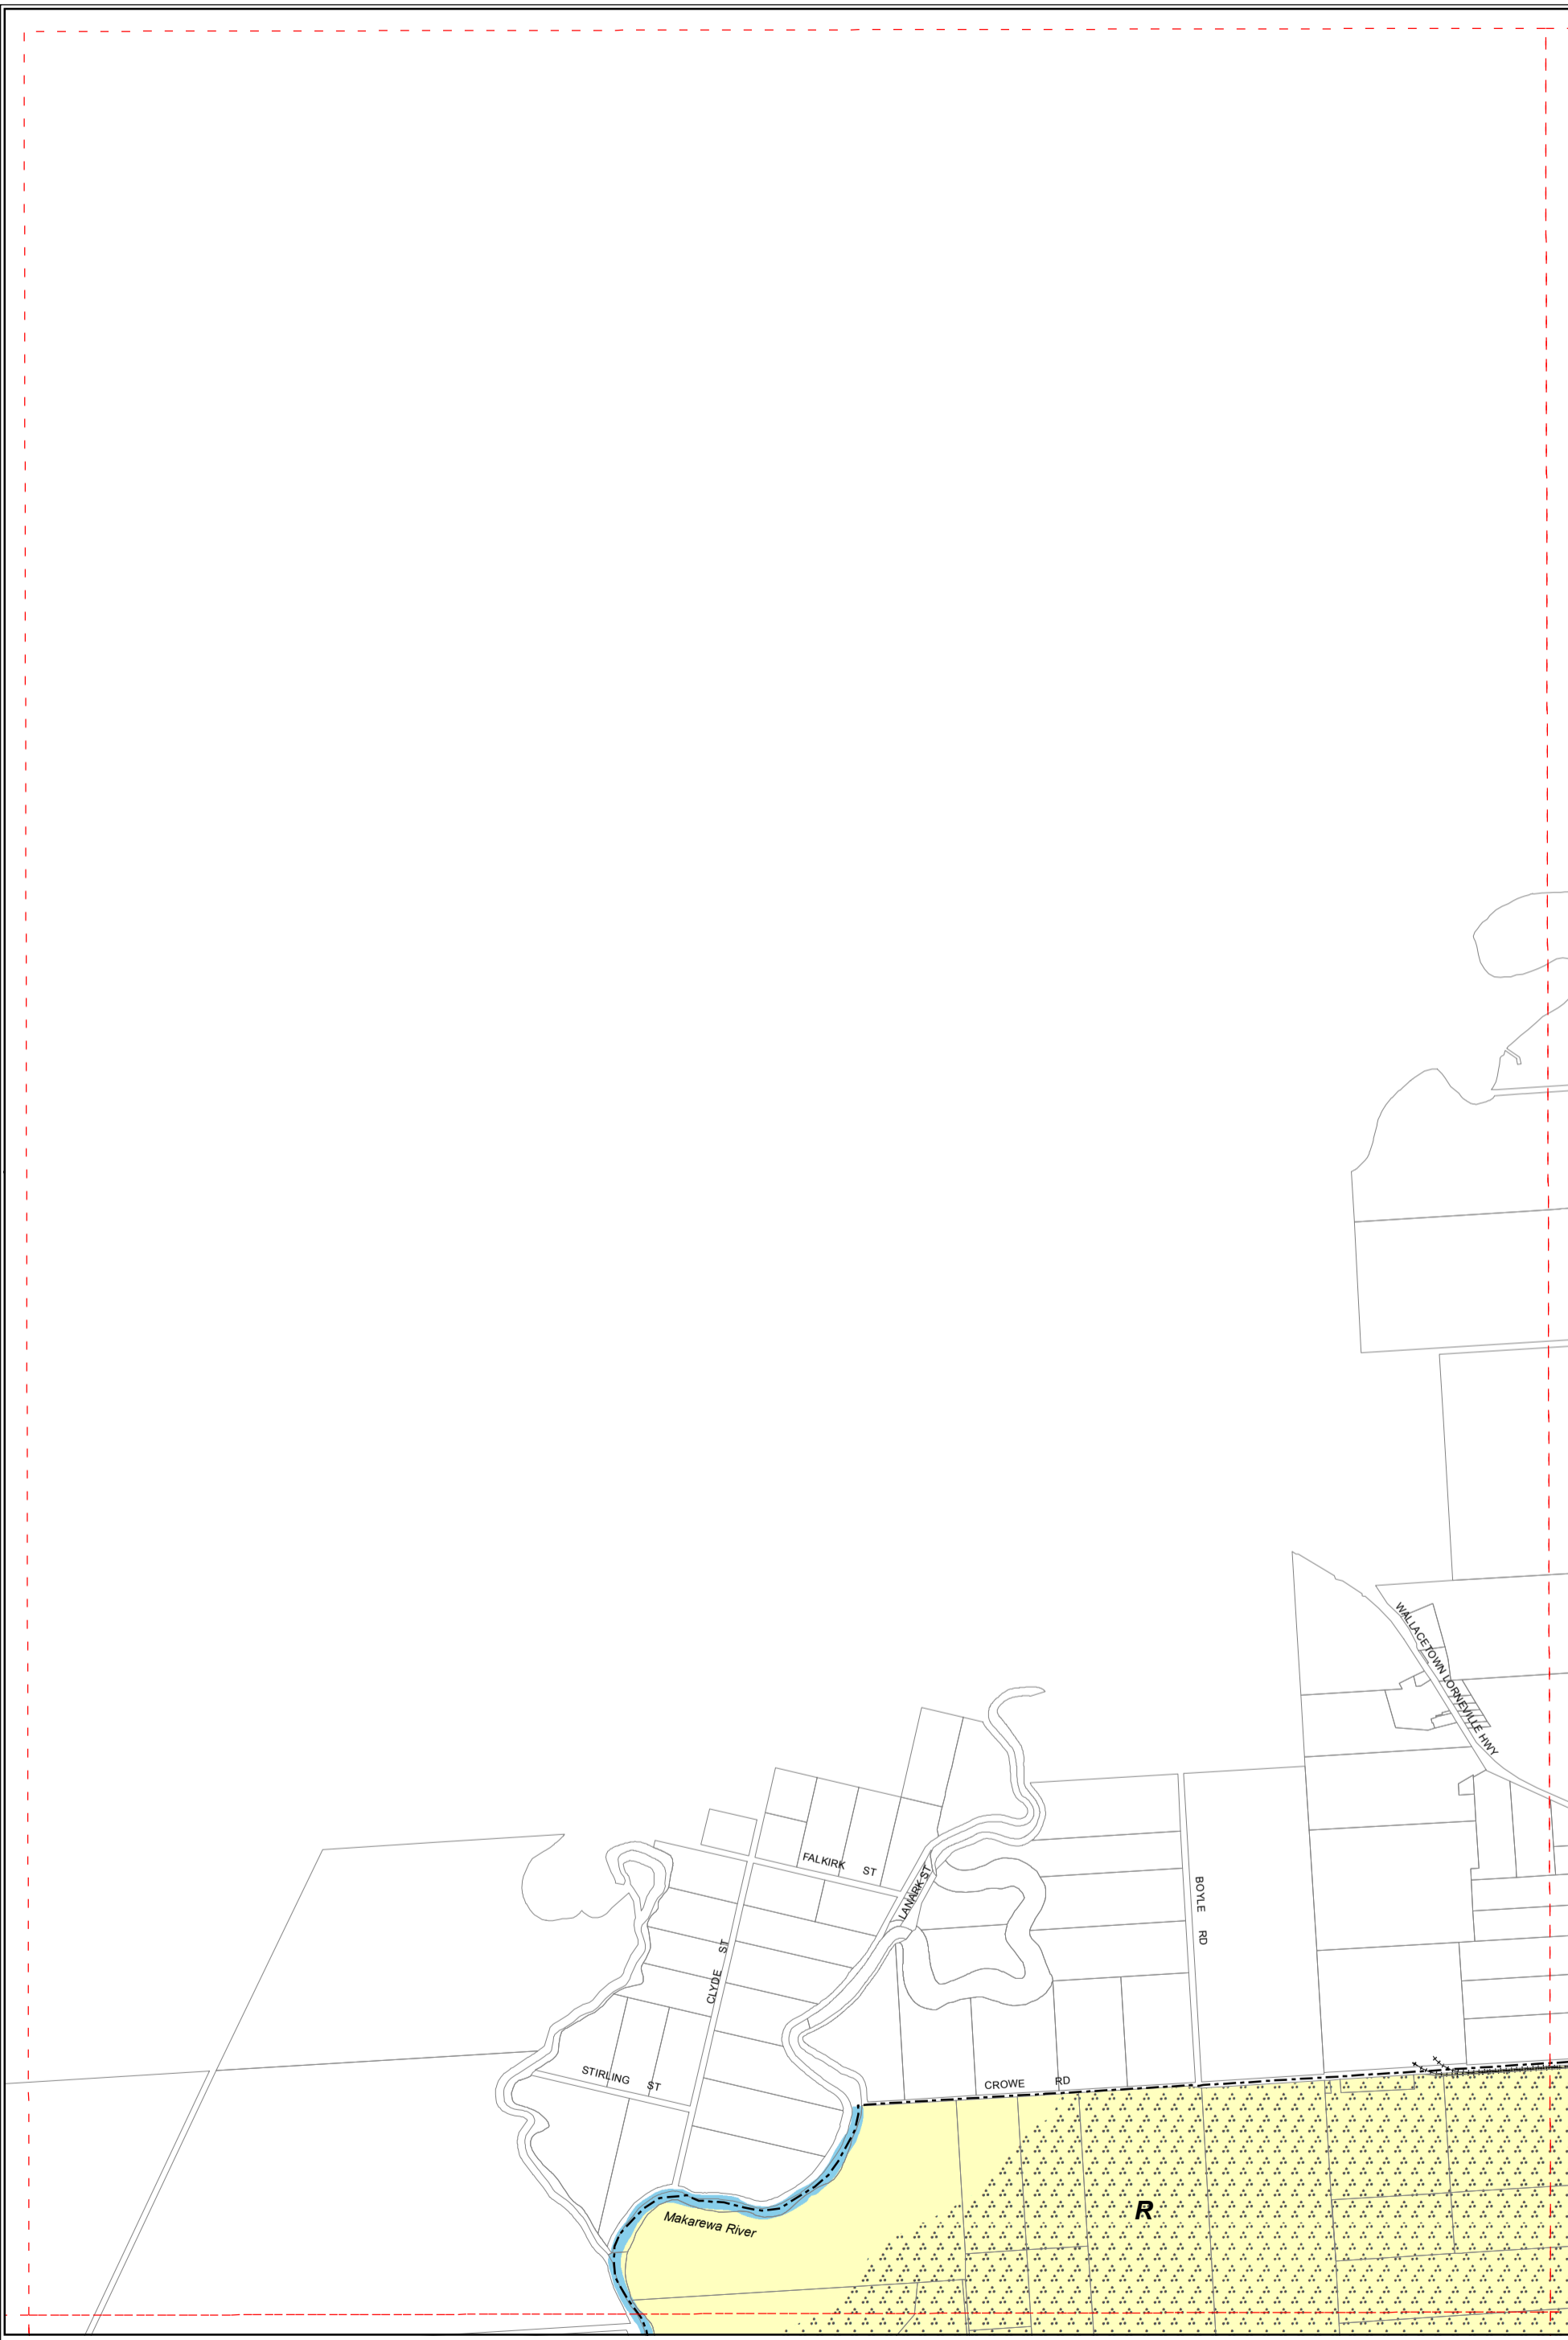 WALLACETOWN LORNEVILLE HWY
FALKIRK ST
LANARK ST
BOYLE RD
CLYDE ST
STIRLING ST
CROWE RD
R
Makarewa River